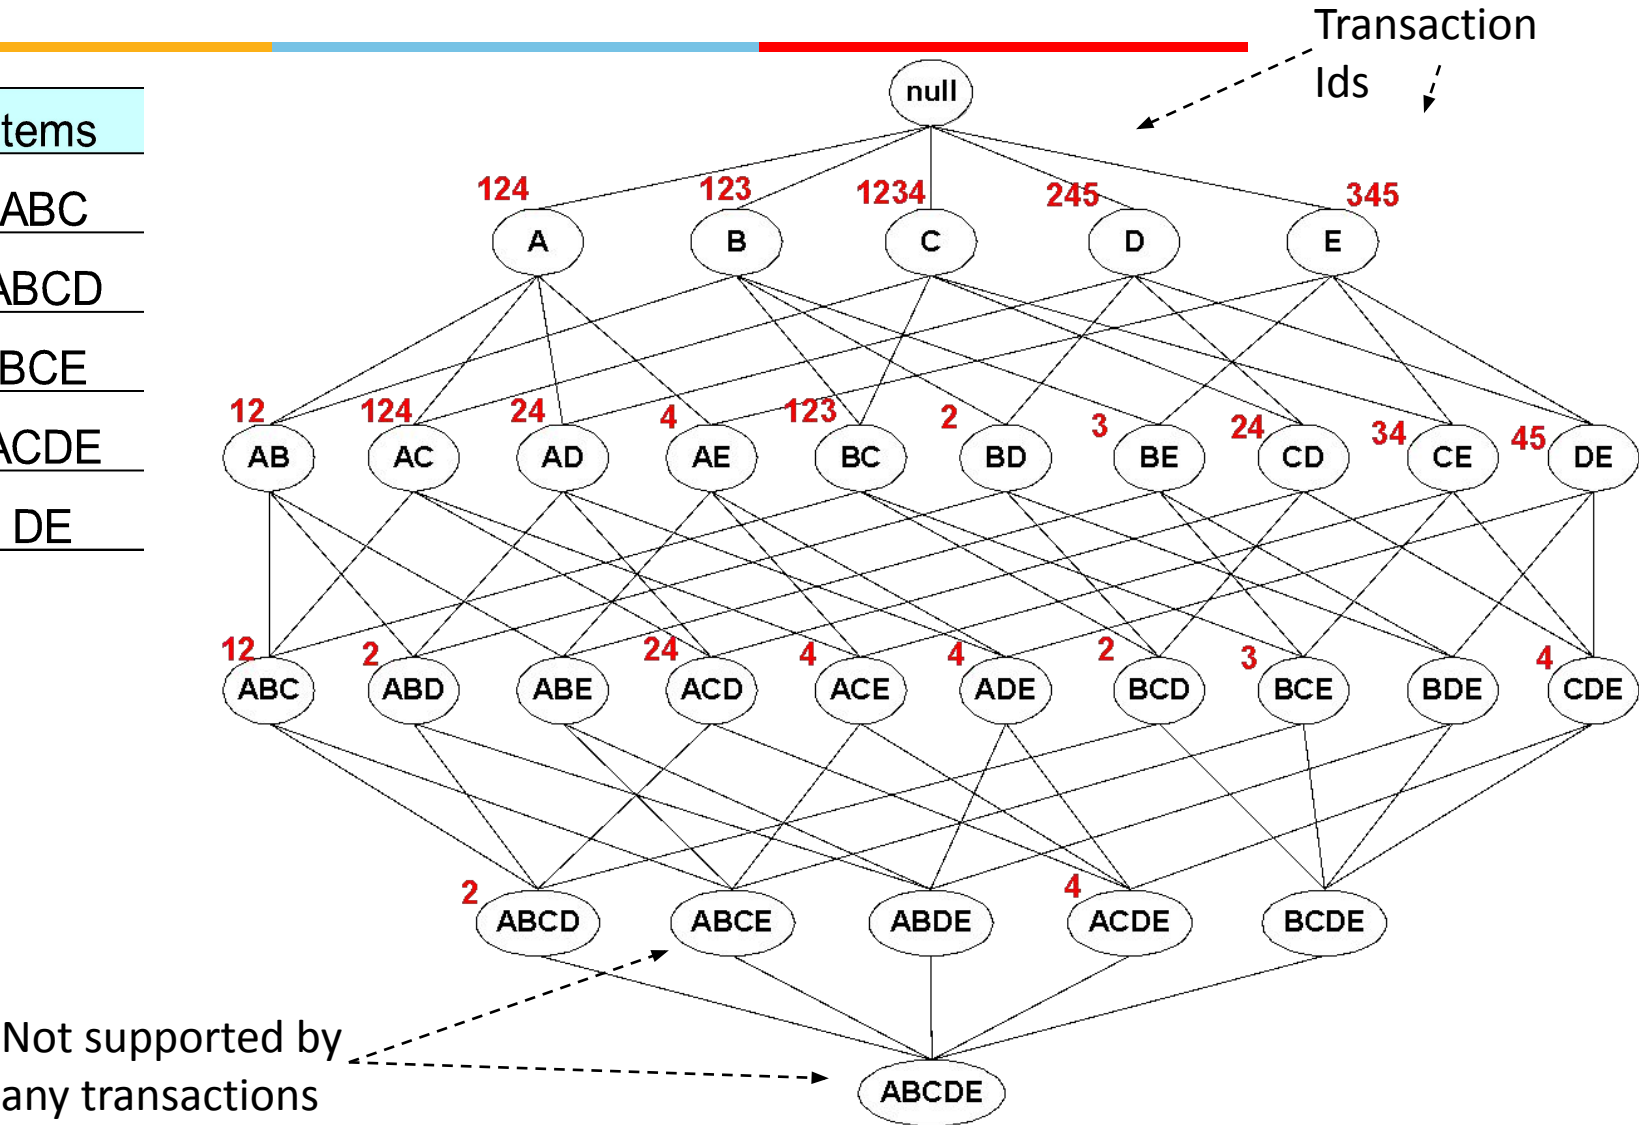 Transaction
Ids
tems
ABC
ABCD
BCE
ACDE
DE
null
124 123 1234 245 345
A B C D E
12 124 24 4 123 2 3 24 34 45
AB AC AD AE BC BD BE CD CE DE
12 2 24 4 4 2 3 4
ABC ABD ABE ACD ACE ADE BCD BCE BDE CDE
2 4
ABCD ABCE ABDE ACDE BCDE
Not supported by
any transactions
ABCDE